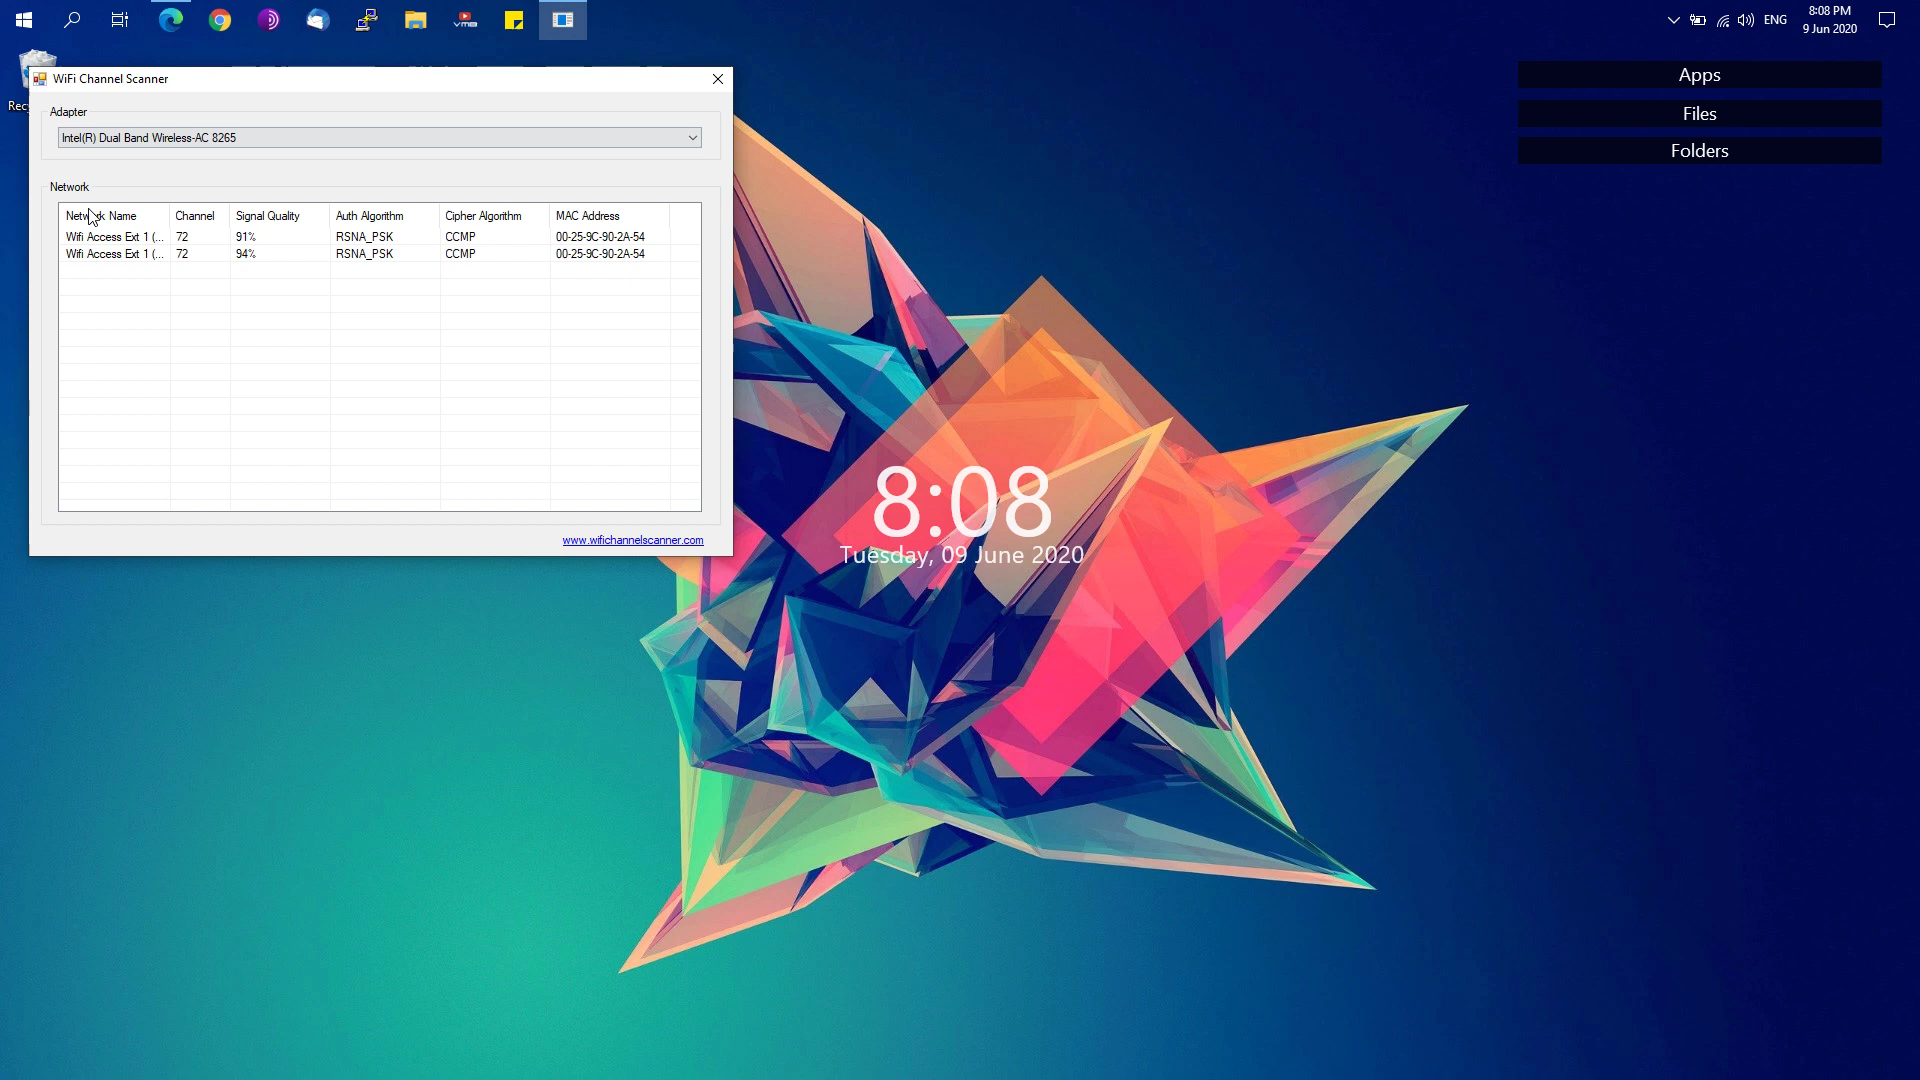 8:08 PM
ENG
9 Jun 2020
WiFi Channel Scanner
Adapter
Intel(R) Dual Band Wireless-AC 8265
Network
Network Name Channel Signal Quality Auth Algorithm Cipher Algorithm MAC Address
Wifi Access Ext 1 (... 72 91% RSNA_PSK CCMP 00-25-9C-90-2A-54
Wifi Access Ext 1 (... 72 94% RSNA_PSK CCMP 00-25-9C-90-2A-54
www.wifichannelscanner.com
Apps
Files
Folders
8:08
Tuesday, 09 June 2020